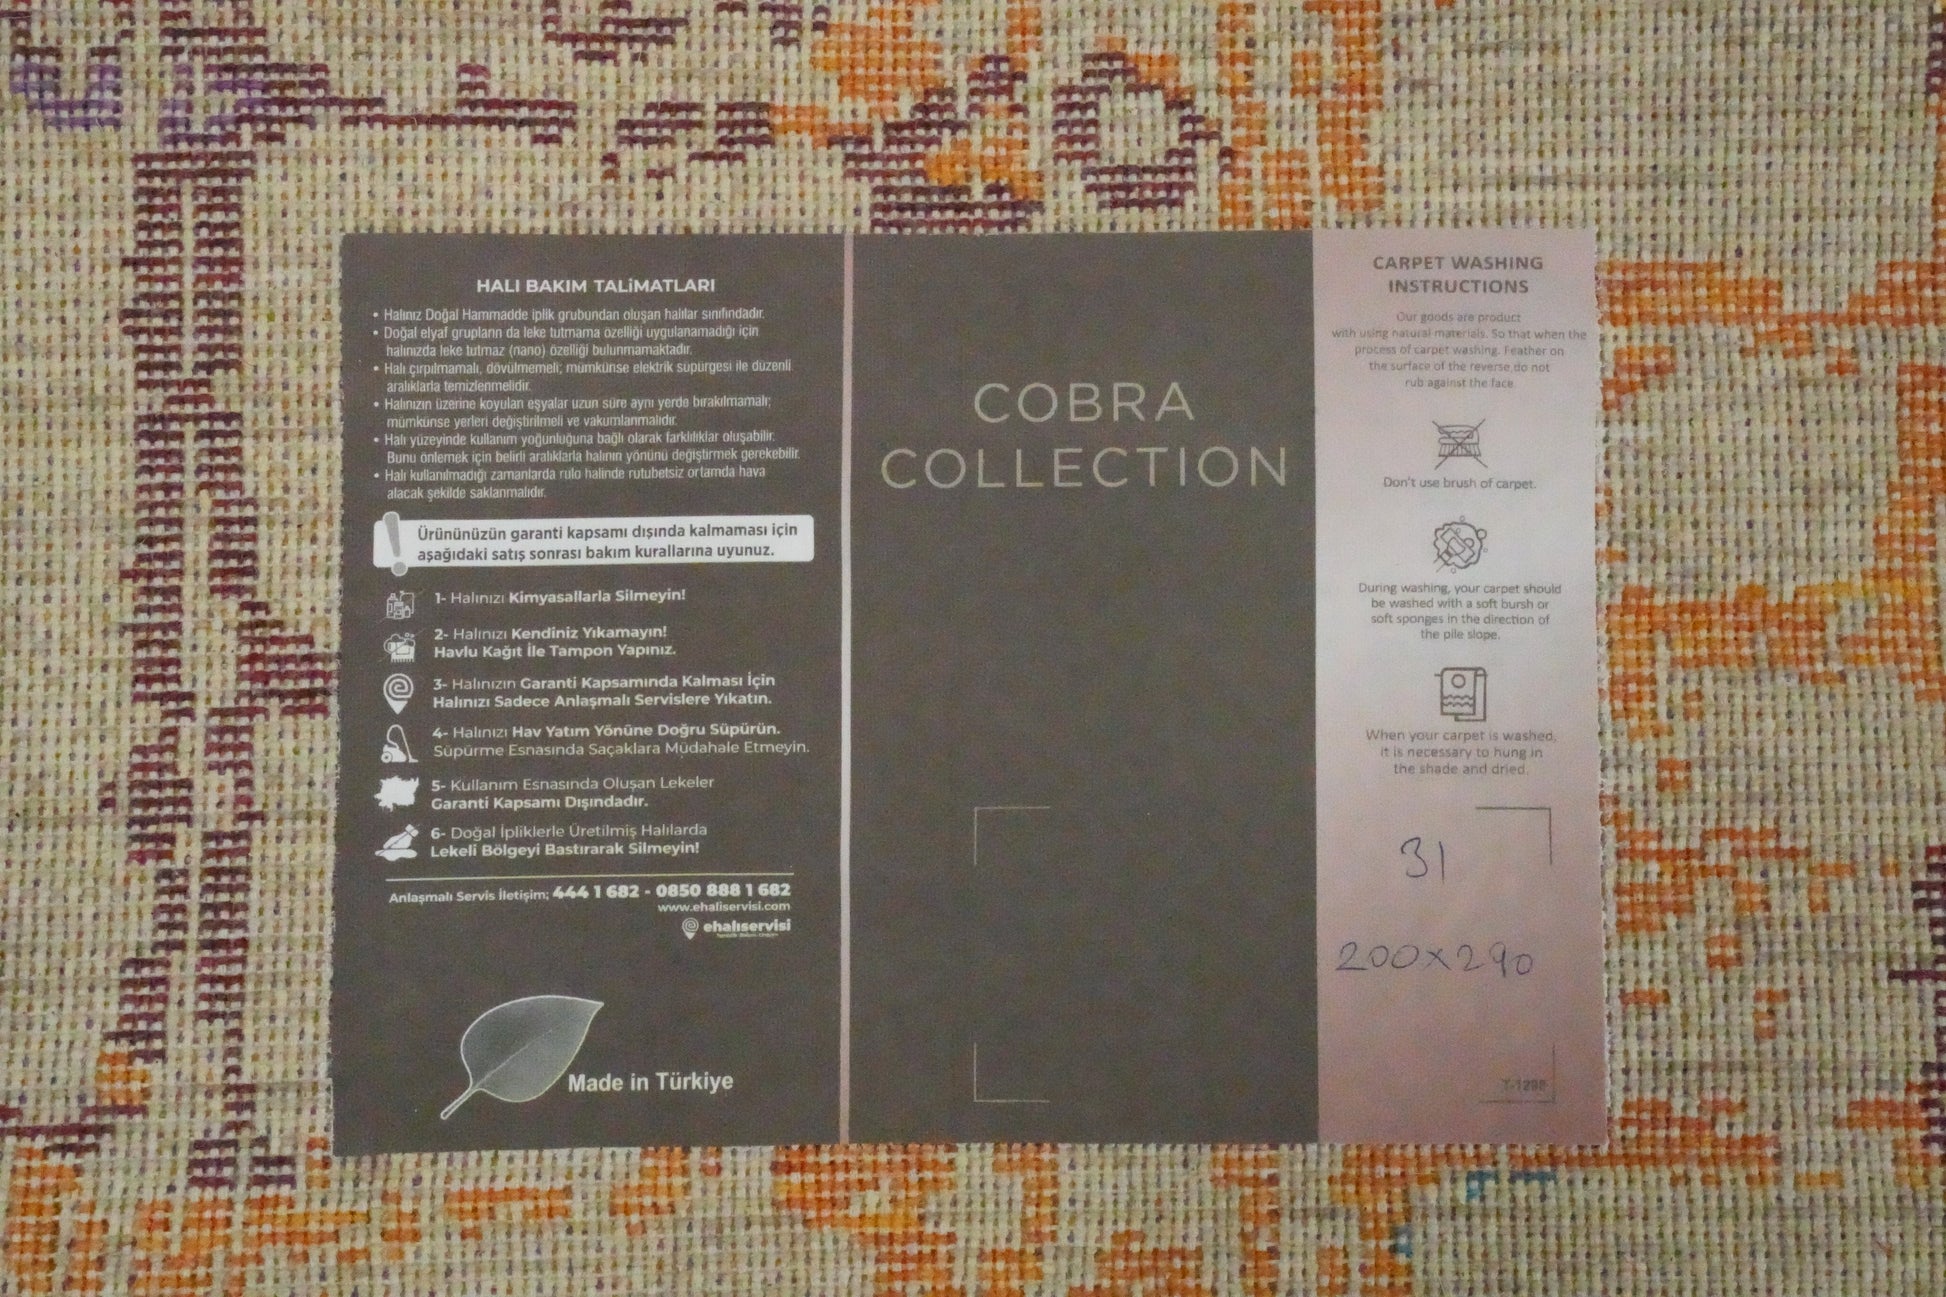 HALI BAKIM TALİMATLARI
• Halınız Doğal Hammadde iplik grubundan oluşan halılar sınıfındadır.
• Doğal elyaf grupların da leke tutmama özelliği uygulanamadığı için
halınızda leke tutmaz (nano) özelliği bulunmamaktadır.
• Halı çırpılmamalı, dövülmemeli; mümkünse elektrik süpürgesi ile düzenli
aralıklarla temizlenmelidir.
• Halınızın üzerine koyulan eşyalar uzun süre aynı yerde bırakılmamalı;
mümkünse yerleri değiştirilmeli ve vakumlanmalıdır.
• Halı yüzeyinde kullanım yoğunluğuna bağlı olarak farklılıklar oluşabilir.
Bunu önlemek için belirli aralıklarla halının yönünü değiştirmek gerekebilir.
• Halı kullanılmadığı zamanlarda rulo halinde rutubetsiz ortamda hava
alacak şekilde saklanmalıdır.
Ürününüzün garanti kapsamı dışında kalmaması için
aşağıdaki satış sonrası bakım kurallarına uyunuz.
1- Halınızı Kimyasallarla Silmeyin!
2- Halınızı Kendiniz Yıkamayın!
Havlu Kağıt İle Tampon Yapınız.
3- Halınızın Garanti Kapsamında Kalması İçin
Halınızı Sadece Anlaşmalı Servislere Yıkatın.
4- Halınızı Hav Yatım Yönüne Doğru Süpürün.
Süpürme Esnasında Saçaklara Müdahale Etmeyin.
5- Kullanım Esnasında Oluşan Lekeler
Garanti Kapsamı Dışındadır.
6- Doğal İpliklerle Üretilmiş Halılarda
Lekeli Bölgeyi Bastırarak Silmeyin!
Anlaşmalı Servis İletişim; 444 1 682 - 0850 888 1 682
www.ehaliservisi.com
ehalıservisi
Made in Türkiye
COBRA
COLLECTION
CARPET WASHING
INSTRUCTIONS
Our goods are product
with using natural materials. So that when the
process of carpet washing. Feather on
the surface of the reverse,do not
rub against the face.
Don't use brush of carpet.
During washing, your carpet should
be washed with a soft bursh or
soft sponges in the direction of
the pile slope.
When your carpet is washed,
it is necessary to hung in
the shade and dried.
31
200x290
T-1298